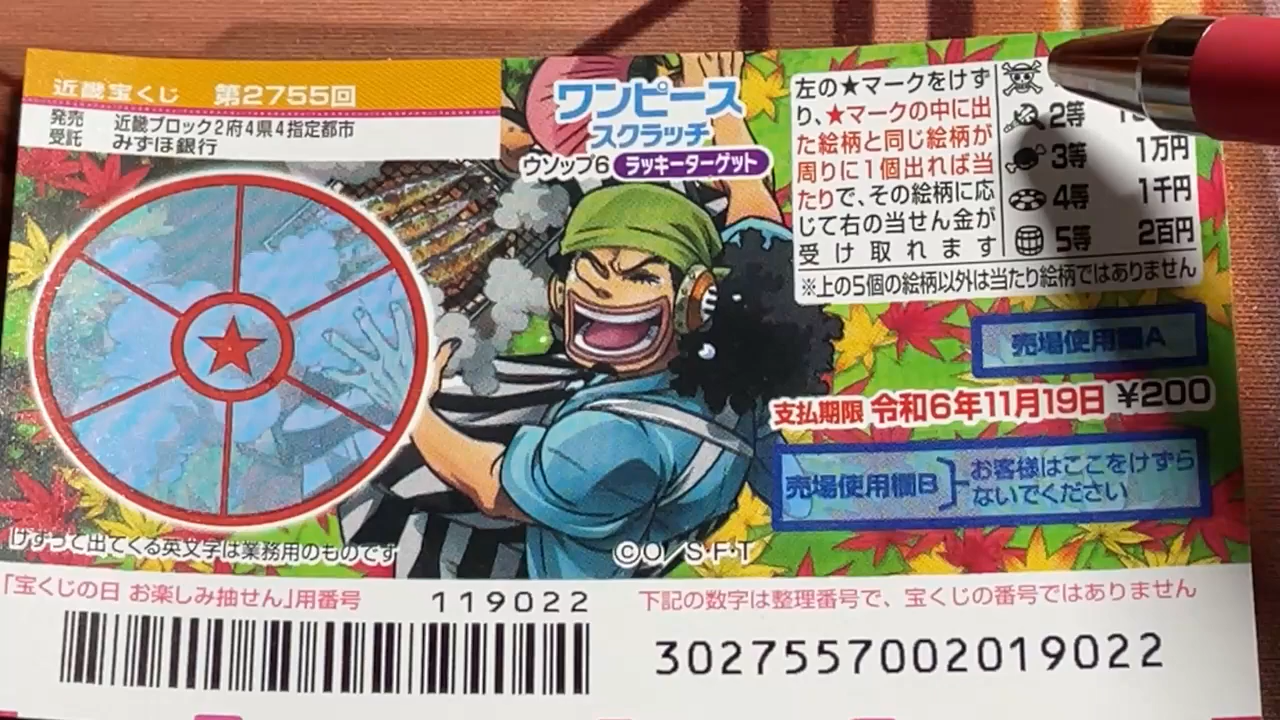 近畿宝くじ 第2755回
発売 近畿ブロック2府4県4指定都市
受託 みずほ銀行
ワンピース
スクラッチ
ウソップ6 ラッキーターゲット
左の★マークをけず
り、★マークの中に出
た絵柄と同じ絵柄が
周りに1個出れば当
たりで、その絵柄に応
じて右の当せん金が
受け取れます
2等
3等 1万円
4等 1千円
5等 2百円
※上の5個の絵柄以外は当たり絵柄ではありません
売場使用欄A
支払期限 令和6年11月19日 ¥200
売場使用欄B
お客様はここをけずら
ないでください
けずって出てくる英文字は業務用のものです
©O/S・F・T
「宝くじの日 お楽しみ抽せん」用番号 119022
下記の数字は整理番号で、宝くじの番号ではありません
30275570020190​22